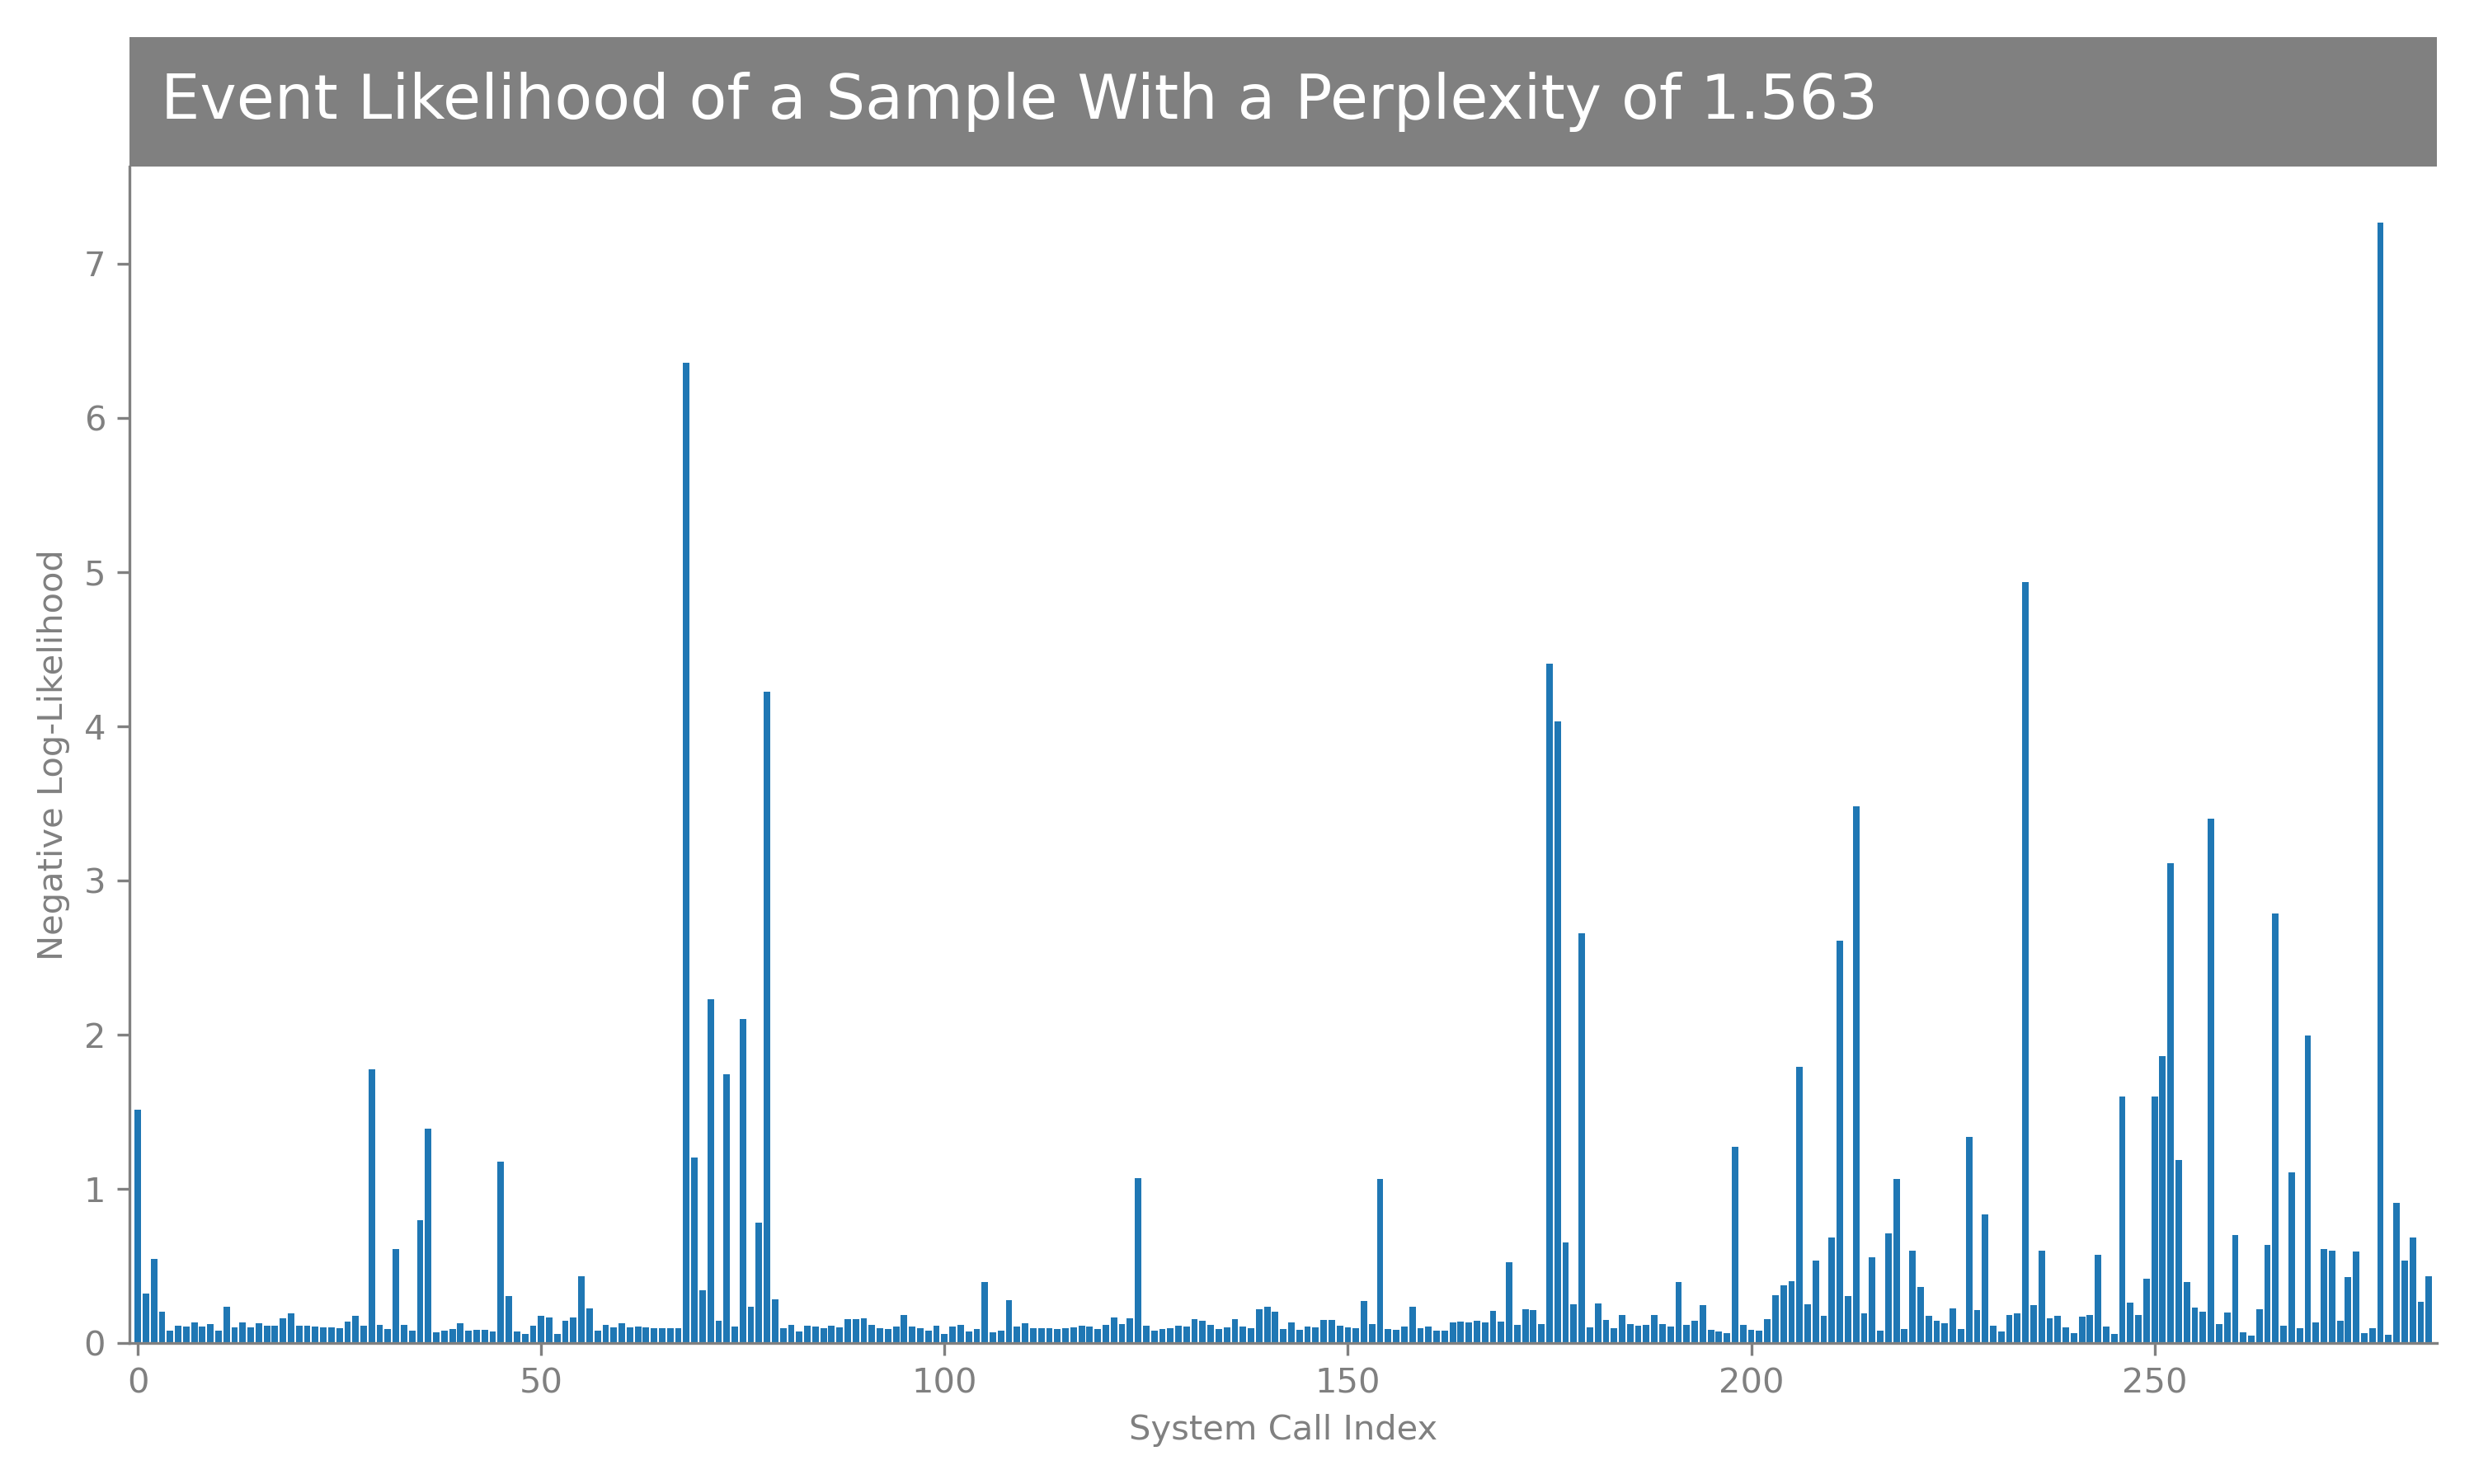 Event Likelihood of a Sample With a Perplexity of 1.563
Negative Log-Likelihood
7
6
5
4
3
2
1
0
0 50 100 150 200 250
System Call Index